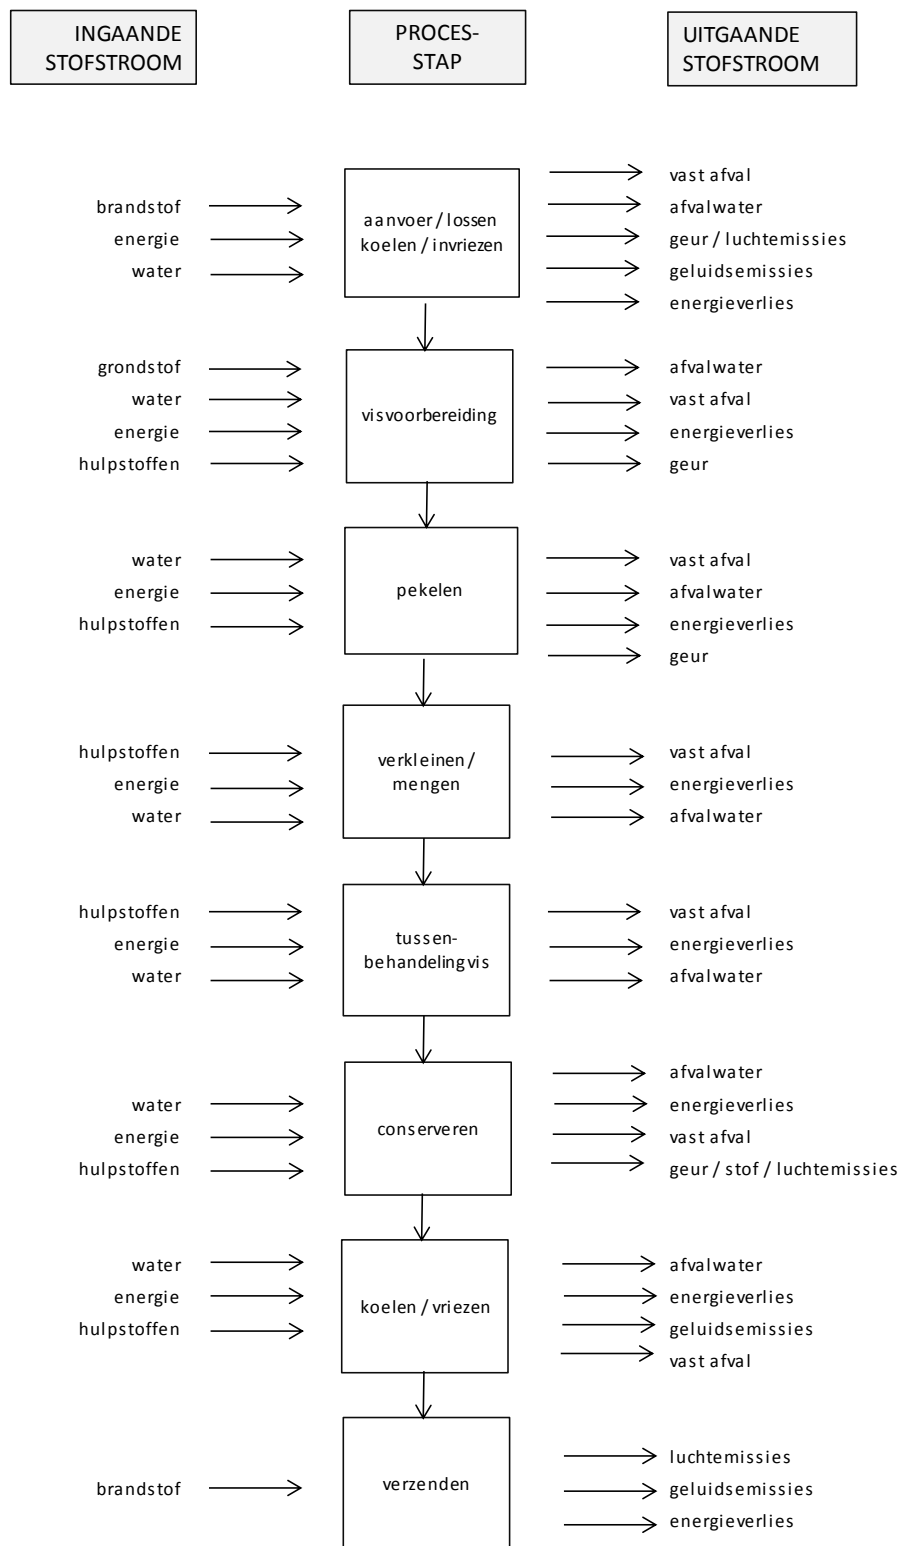 INGAANDE
STOFSTROOM
PROCES-
STAP
UITGAANDE
STOFSTROOM
brandstof
energie
water
aanvoer / lossen
koelen / invriezen
vast afval
afvalwater
geur / luchtemissies
geluidsemissies
energieverlies
grondstof
water
energie
hulpstoffen
visvoorbereiding
afvalwater
vast afval
energieverlies
geur
water
energie
hulpstoffen
pekelen
vast afval
afvalwater
energieverlies
geur
hulpstoffen
energie
water
verkleinen /
mengen
vast afval
energieverlies
afvalwater
hulpstoffen
energie
water
tussen-
behandeling vis
vast afval
energieverlies
afvalwater
water
energie
hulpstoffen
conserveren
afvalwater
energieverlies
vast afval
geur / stof / luchtemissies
water
energie
hulpstoffen
koelen / vriezen
afvalwater
energieverlies
geluidsemissies
vast afval
brandstof
verzenden
luchtemissies
geluidsemissies
energieverlies